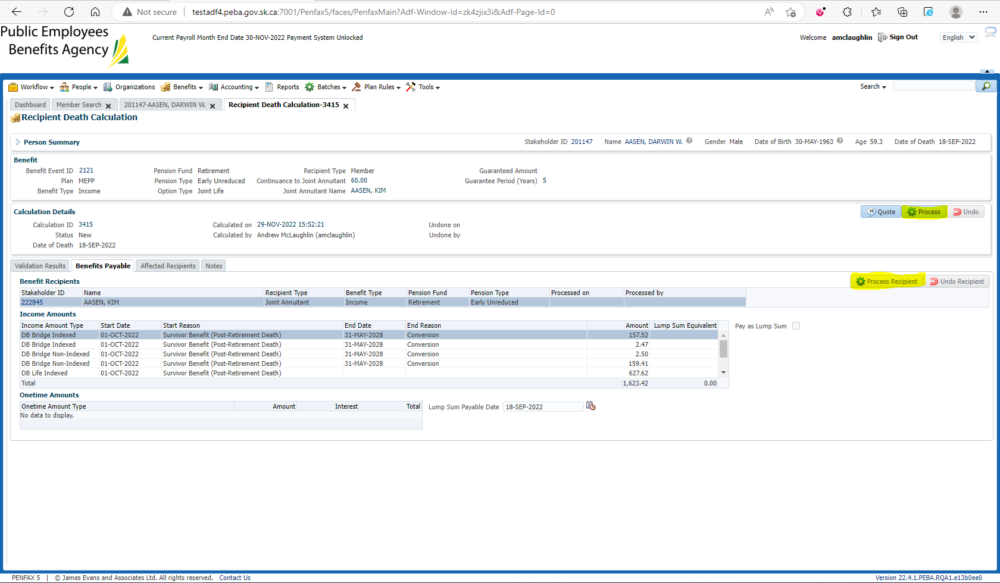 Not secure | testadf4.peba.gov.sk.ca:7001/Penfax5/faces/PenfaxMain?Adf-Window-Id=zk4zjix3i&Adf-Page-Id=0
Public Employees
Benefits Agency
Current Payroll Month End Date 30-NOV-2022 Payment System Unlocked
Welcome amclaughlin Sign Out English
Workflow People Organizations Benefits Accounting Reports Batches Plan Rules Tools Search
Dashboard Member Search 201147-AASEN, DARWIN W. Recipient Death Calculation-3415
Recipient Death Calculation
Person Summary Stakeholder ID 201147 Name AASEN, DARWIN W. Gender Male Date of Birth 30-MAY-1963 Age 59.3 Date of Death 18-SEP-2022
Benefit
Benefit Event ID 2121 Pension Fund Retirement Recipient Type Member Guaranteed Amount
Plan MEPP Pension Type Early Unreduced Continuance to Joint Annuitant 60.00 Guarantee Period (Years) 5
Benefit Type Income Option Type Joint Life Joint Annuitant Name AASEN, KIM
Calculation Details Quote Process Undo
Calculation ID 3415 Calculated on 29-NOV-2022 15:52:21 Undone on
Status New Calculated by Andrew McLaughlin (amclaughlin) Undone by
Date of Death 18-SEP-2022
Validation Results Benefits Payable Affected Recipients Notes
Benefit Recipients Process Recipient Undo Recipient
Stakeholder ID Name Recipient Type Benefit Type Pension Fund Pension Type Processed on Processed by
222845 AASEN, KIM Joint Annuitant Income Retirement Early Unreduced
Income Amounts
Income Amount Type Start Date Start Reason End Date End Reason Amount Lump Sum Equivalent Pay as Lump Sum
DB Bridge Indexed 01-OCT-2022 Survivor Benefit (Post-Retirement Death) 31-MAY-2028 Conversion 157.52
DB Bridge Indexed 01-OCT-2022 Survivor Benefit (Post-Retirement Death) 31-MAY-2028 Conversion 2.47
DB Bridge Non-Indexed 01-OCT-2022 Survivor Benefit (Post-Retirement Death) 31-MAY-2028 Conversion 2.50
DB Bridge Non-Indexed 01-OCT-2022 Survivor Benefit (Post-Retirement Death) 31-MAY-2028 Conversion 159.41
DB Life Indexed 01-OCT-2022 Survivor Benefit (Post-Retirement Death) 627.62
Total 1,623.42 0.00
Onetime Amounts
Onetime Amount Type Amount Interest Total Lump Sum Payable Date 18-SEP-2022
No data to display.
PENFAX 5 | © James Evans and Associates Ltd. All rights reserved. Contact Us Version 22.4.1.PEBA.RQA1.e13b0ee0